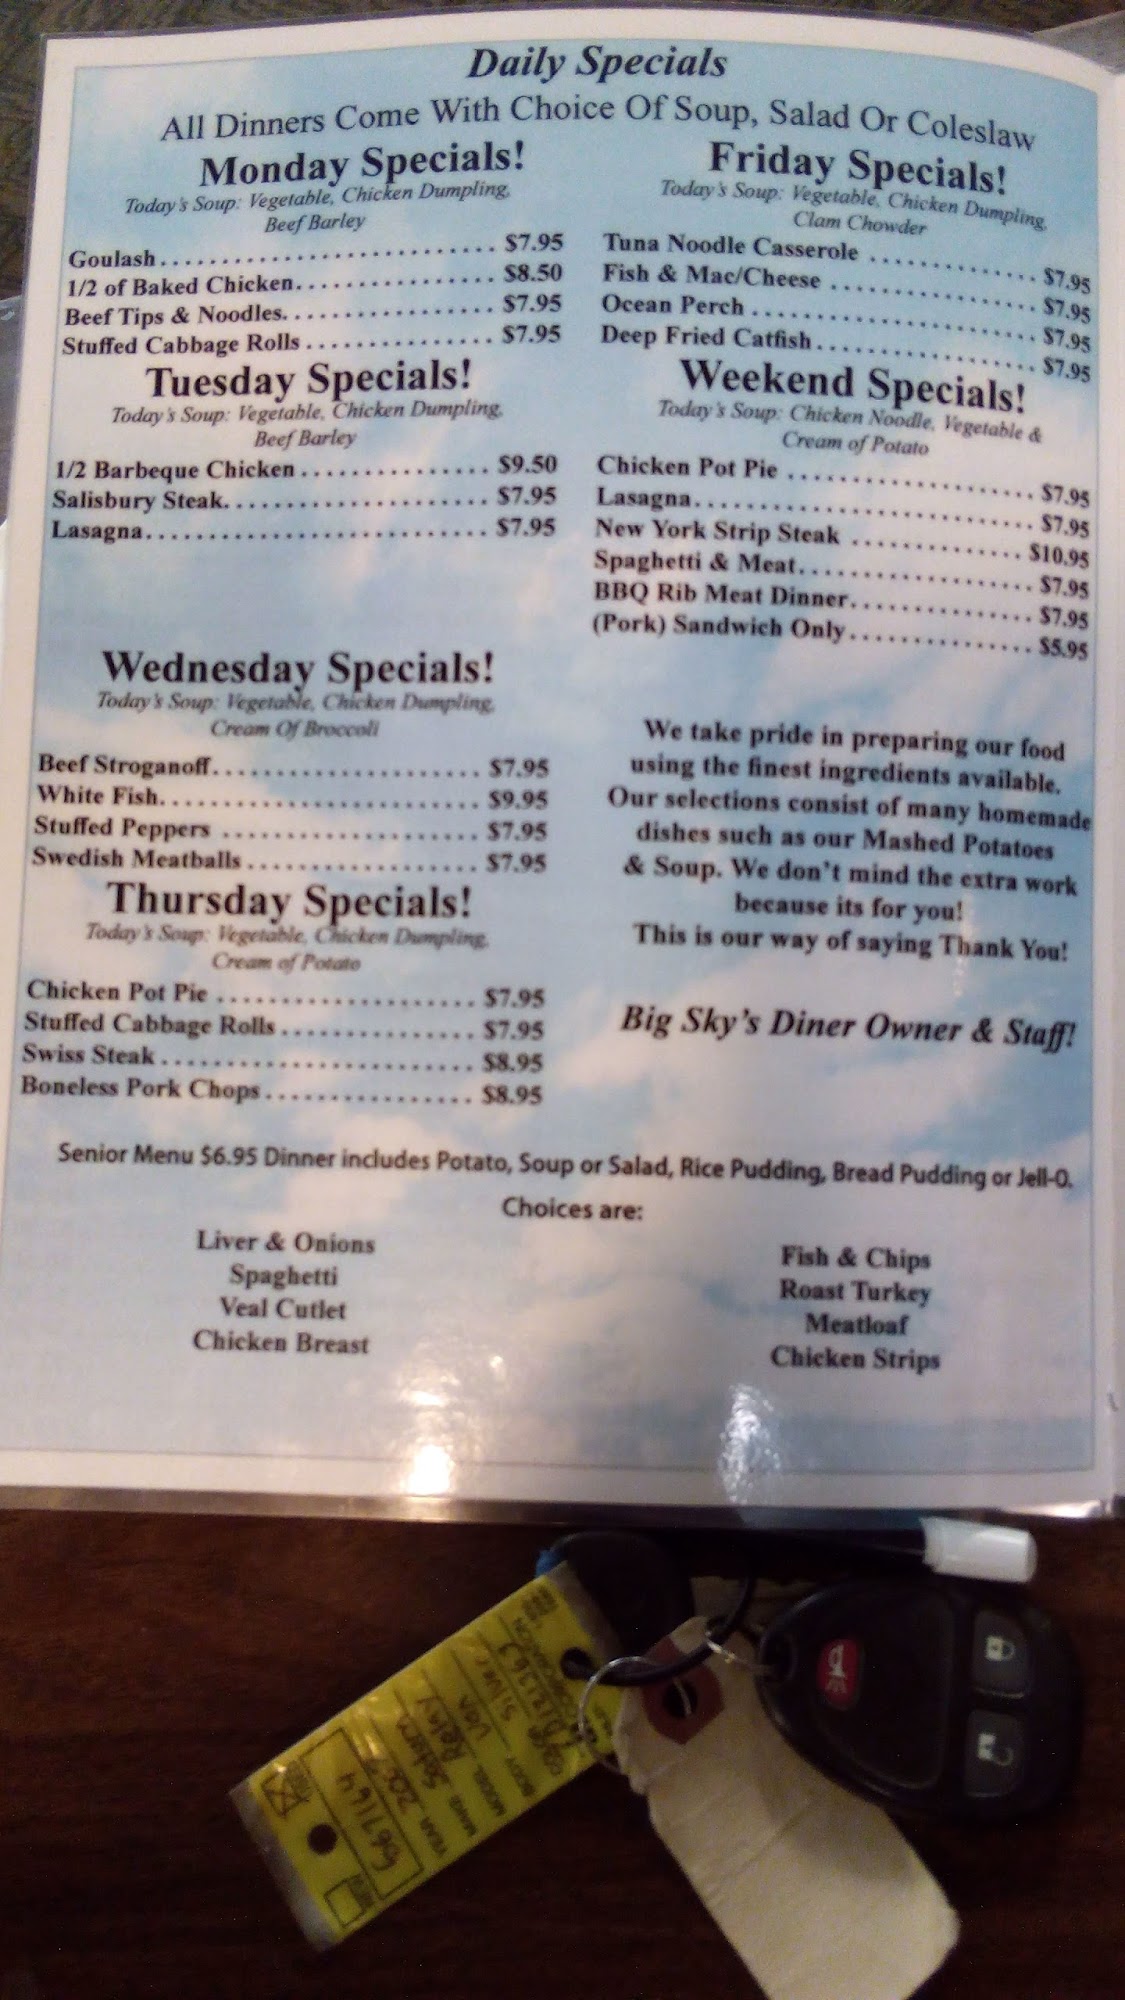 Daily Specials
All Dinners Come With Choice Of Soup, Salad Or Coleslaw
Monday Specials!
Today's Soup: Vegetable, Chicken Dumpling,
Beef Barley
Goulash........................ $7.95
1/2 of Baked Chicken................ $8.50
Beef Tips & Noodles................. $7.95
Stuffed Cabbage Rolls ............... $7.95
Tuesday Specials!
Today's Soup: Vegetable, Chicken Dumpling,
Beef Barley
1/2 Barbeque Chicken ............... $9.50
Salisbury Steak..................... $7.95
Lasagna........................... $7.95
Wednesday Specials!
Today's Soup: Vegetable, Chicken Dumpling,
Cream Of Broccoli
Beef Stroganoff..................... $7.95
White Fish......................... $9.95
Stuffed Peppers .................... $7.95
Swedish Meatballs .................. $7.95
Thursday Specials!
Today's Soup: Vegetable, Chicken Dumpling,
Cream of Potato
Chicken Pot Pie .................... $7.95
Stuffed Cabbage Rolls............... $7.95
Swiss Steak ........................ $8.95
Boneless Pork Chops................ $8.95
Friday Specials!
Today's Soup: Vegetable, Chicken Dumpling,
Clam Chowder
Tuna Noodle Casserole .............. $7.95
Fish & Mac/Cheese ................. $7.95
Ocean Perch ...................... $7.95
Deep Fried Catfish................. $7.95
Weekend Specials!
Today's Soup: Chicken Noodle, Vegetable &
Cream of Potato
Chicken Pot Pie ................... $7.95
Lasagna.......................... $7.95
New York Strip Steak ............. $10.95
Spaghetti & Meat.................. $7.95
BBQ Rib Meat Dinner.............. $7.95
(Pork) Sandwich Only.............. $5.95
We take pride in preparing our food
using the finest ingredients available.
Our selections consist of many homemade
dishes such as our Mashed Potatoes
& Soup. We don't mind the extra work
because its for you!
This is our way of saying Thank You!
Big Sky's Diner Owner & Staff!
Senior Menu $6.95 Dinner includes Potato, Soup or Salad, Rice Pudding, Bread Pudding or Jell-O.
Choices are:
Liver & Onions
Spaghetti
Veal Cutlet
Chicken Breast
Fish & Chips
Roast Turkey
Meatloaf
Chicken Strips
667164
YEAR 2007
MAKE Saturn
MODEL Relay
BODY Van
Silver